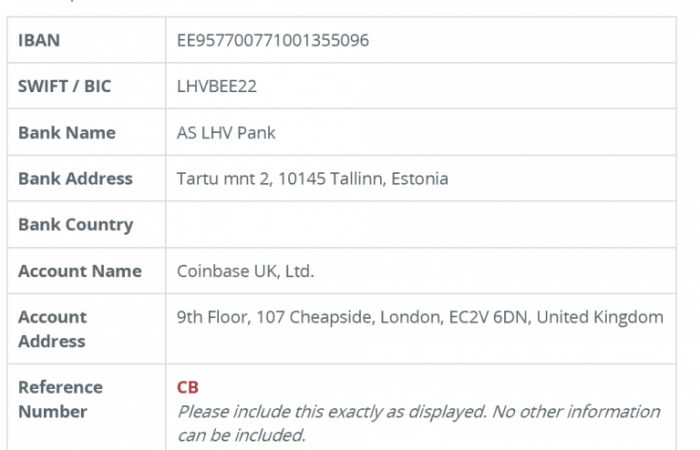 IBAN EE957700771001355096
SWIFT / BIC LHVBEE22
Bank Name AS LHV Pank
Bank Address Tartu mnt 2, 10145 Tallinn, Estonia
Bank Country
Account Name Coinbase UK, Ltd.
Account 9th Floor, 107 Cheapside, London, EC2V 6DN, United Kingdom
Address
Reference CB
Number Please include this exactly as displayed. No other information
can be included.